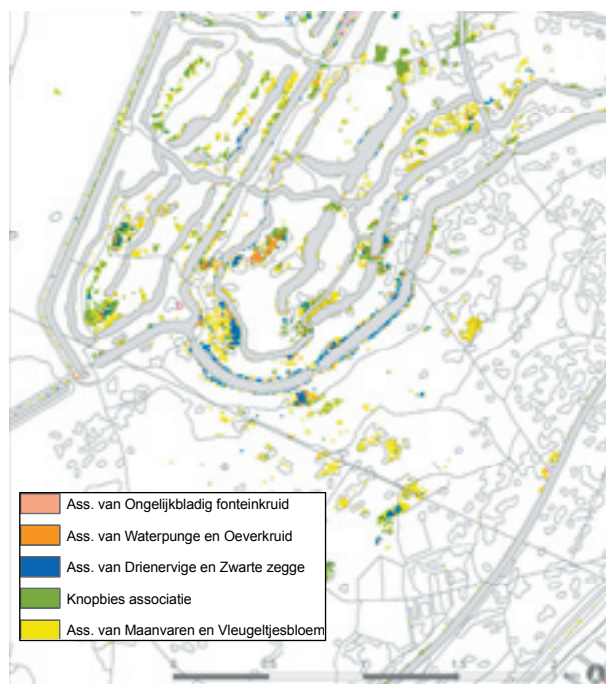 Ass. van Ongelijkbladig fonteinkruid
Ass. van Waterpunge en Oeverkruid
Ass. van Drienervige en Zwarte zegge
Knopbies associatie
Ass. van Maanvaren en Vleugeltjesbloem